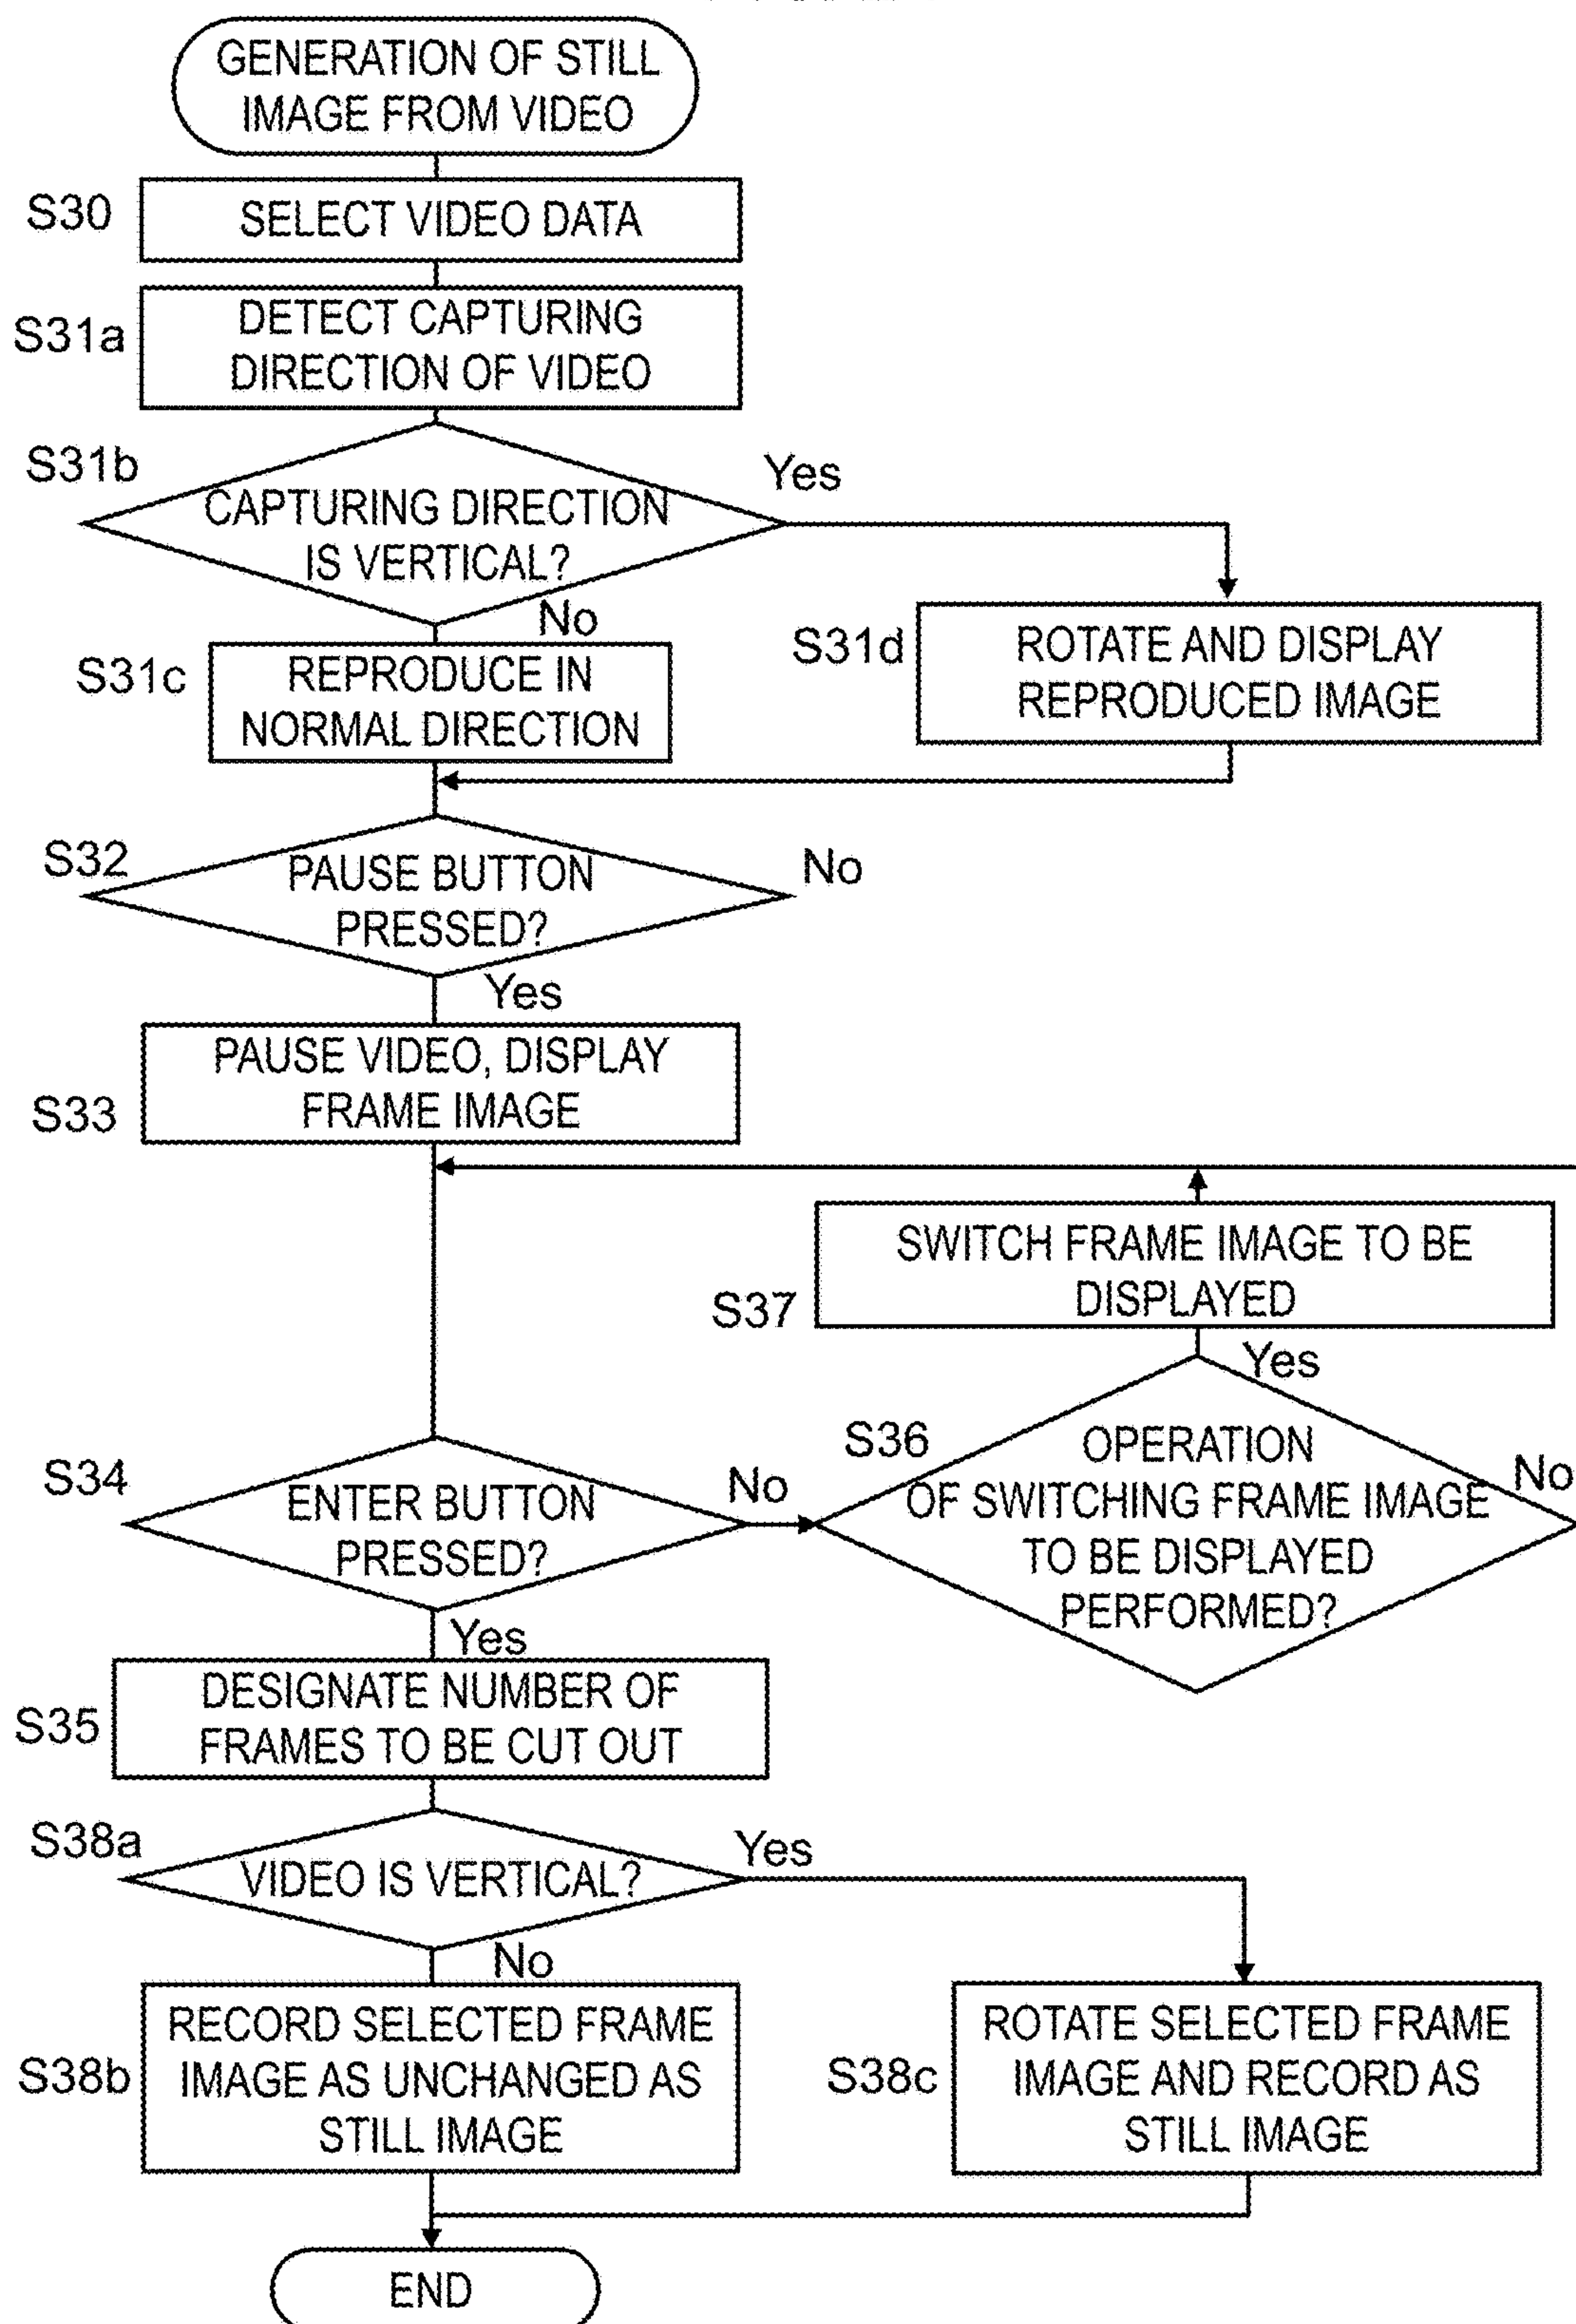 GENERATION OF STILL
IMAGE FROM VIDEO
S30
SELECT VIDEO DATA
S31a
DETECT CAPTURING
DIRECTION OF VIDEO
S31b
CAPTURING DIRECTION
IS VERTICAL?
Yes
No
S31c
REPRODUCE IN
NORMAL DIRECTION
S31d
ROTATE AND DISPLAY
REPRODUCED IMAGE
S32
PAUSE BUTTON
PRESSED?
No
Yes
S33
PAUSE VIDEO, DISPLAY
FRAME IMAGE
S37
SWITCH FRAME IMAGE TO BE
DISPLAYED
Yes
S36
OPERATION
OF SWITCHING FRAME IMAGE
TO BE DISPLAYED
PERFORMED?
No
S34
ENTER BUTTON
PRESSED?
No
Yes
S35
DESIGNATE NUMBER OF
FRAMES TO BE CUT OUT
S38a
VIDEO IS VERTICAL?
Yes
No
S38b
RECORD SELECTED FRAME
IMAGE AS UNCHANGED AS
STILL IMAGE
S38c
ROTATE SELECTED FRAME
IMAGE AND RECORD AS
STILL IMAGE
END